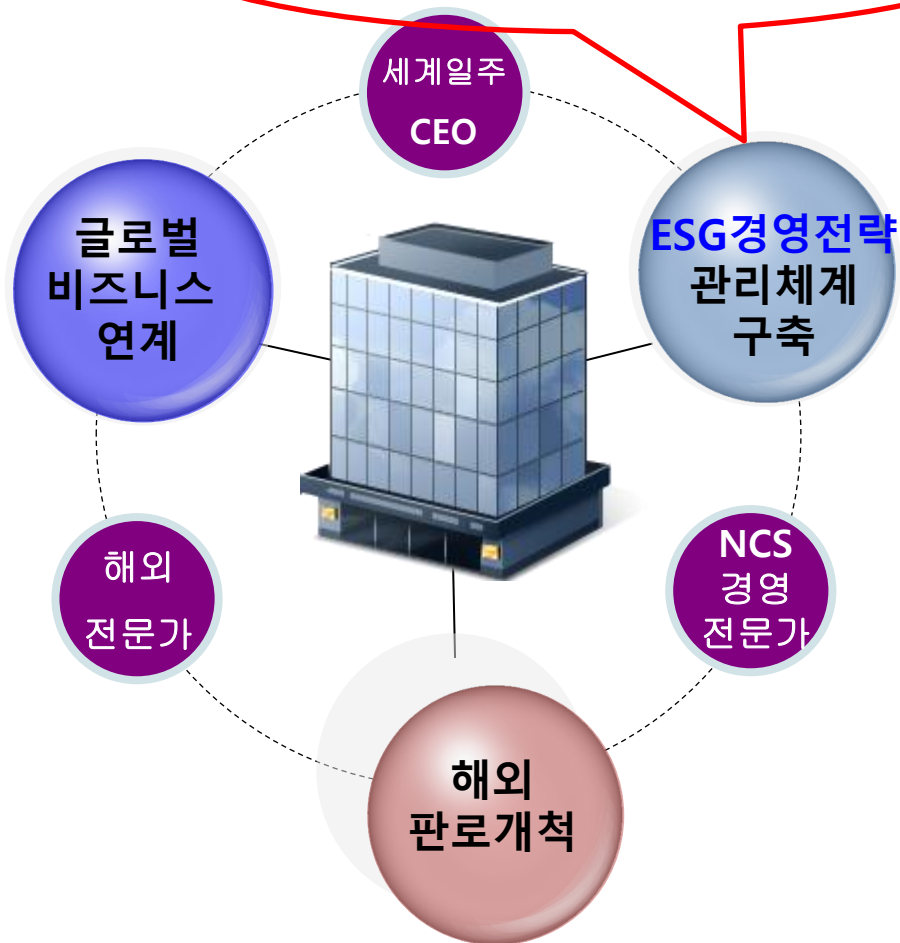 세계일주
CEO
글로벌
비즈니스
연계
ESG경영전략
관리체계
구축
해외
전문가
NCS
경영
전문가
해외
판로개척